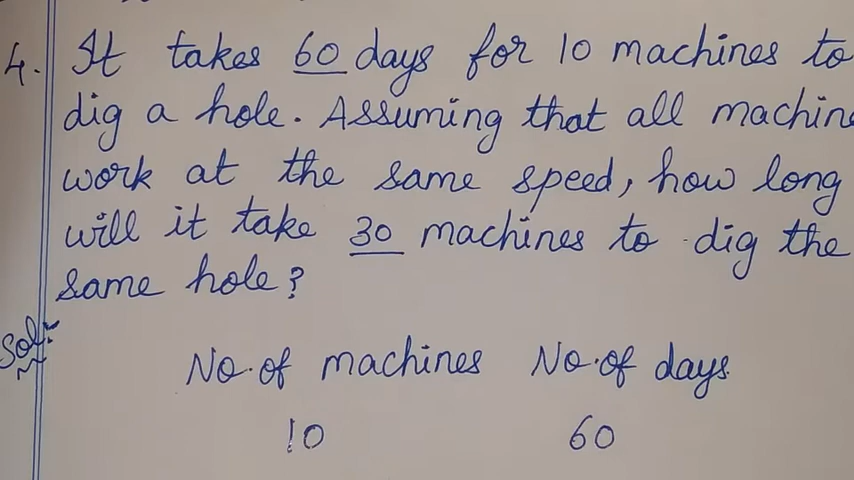 4. It takes 60 days for 10 machines to
dig a hole. Assuming that all machine
work at the same speed, how long
will it take 30 machines to dig the
same hole?
Sol:-
No. of machines No. of days
10 60